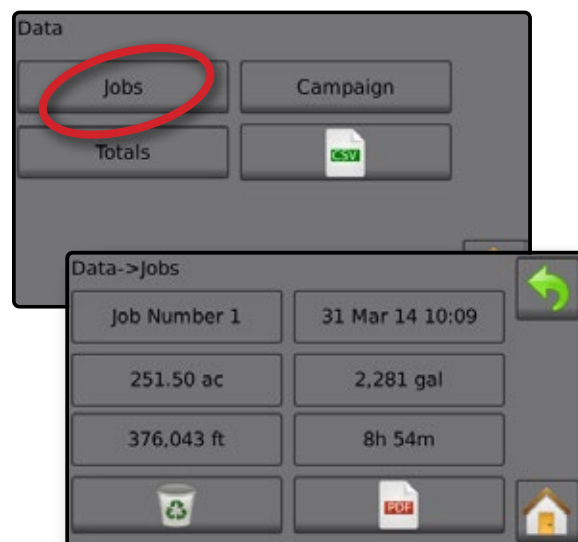 Data
Jobs Campaign
Totals CSV
Data->Jobs
Job Number 1 31 Mar 14 10:09
251.50 ac 2,281 gal
376,043 ft 8h 54m
PDF